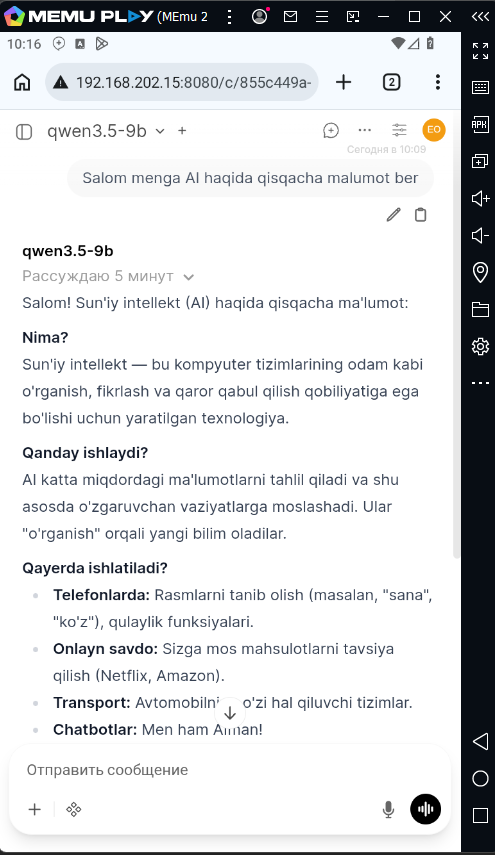 MEMU PLAY (MEmu 2
10:16
192.168.202.15:8080/c/855c449a-
2
qwen3.5-9b
EO
Сегодня в 10:09
Salom menga AI haqida qisqacha malumot ber
qwen3.5-9b
Рассуждаю 5 минут
Salom! Sun'iy intellekt (AI) haqida qisqacha ma'lumot:
Nima?
Sun'iy intellekt — bu kompyuter tizimlarining odam kabi
o'rganish, fikrlash va qaror qabul qilish qobiliyatiga ega
bo'lishi uchun yaratilgan texnologiya.
Qanday ishlaydi?
AI katta miqdordagi ma'lumotlarni tahlil qiladi va shu
asosda o'zgaruvchan vaziyatlarga moslashadi. Ular
"o'rganish" orqali yangi bilim oladilar.
Qayerda ishlatiladi?
Telefonlarda: Rasmlarni tanib olish (masalan, "sana",
"ko'z"), qulaylik funksiyalari.
Onlayn savdo: Sizga mos mahsulotlarni tavsiya
qilish (Netflix, Amazon).
Transport: o'zi hal qiluvchi tizimlar.
Chatbotlar: Men ham
Отправить сообщение
APK